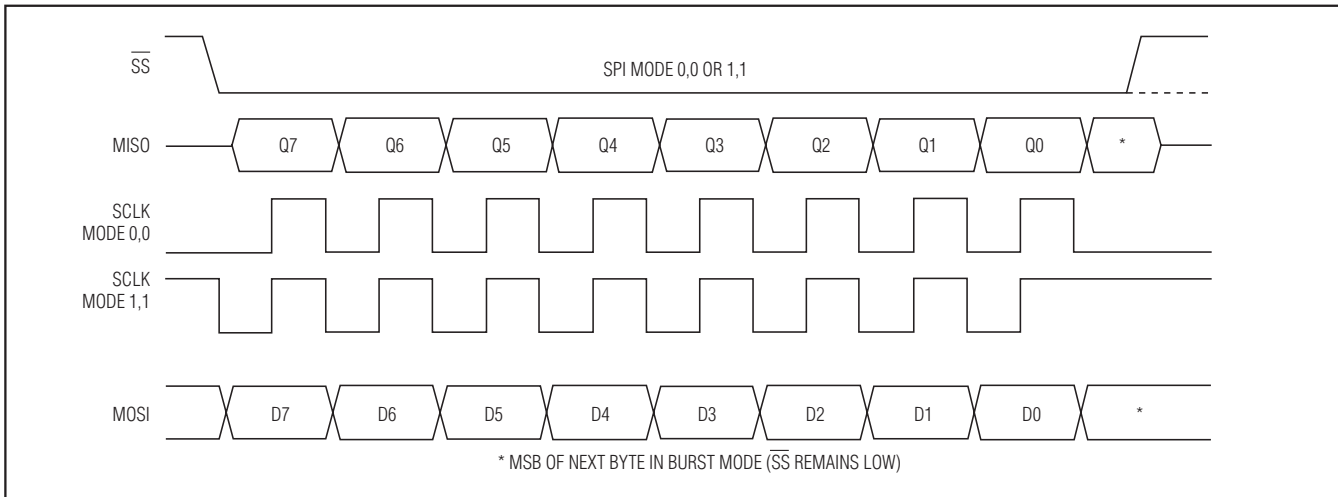 S̅S̅
SPI MODE 0,0 OR 1,1
MISO
Q7 Q6 Q5 Q4 Q3 Q2 Q1 Q0 *
SCLK
MODE 0,0
SCLK
MODE 1,1
MOSI
D7 D6 D5 D4 D3 D2 D1 D0 *
* MSB OF NEXT BYTE IN BURST MODE (S̅S̅ REMAINS LOW)